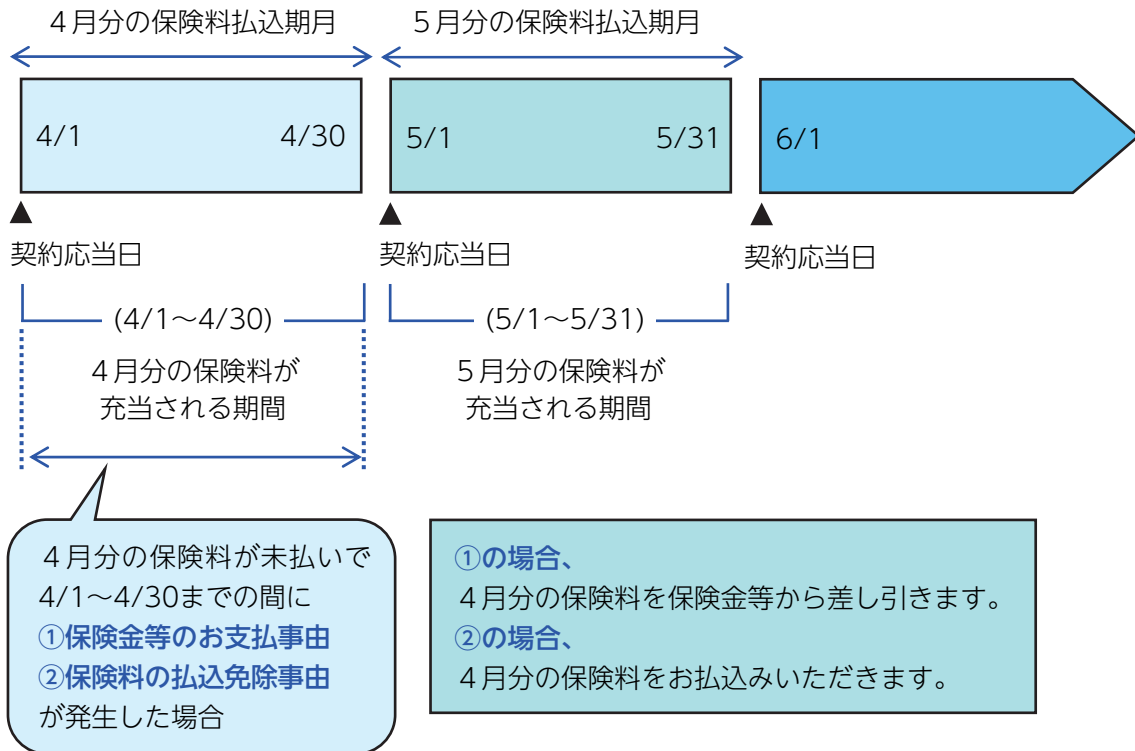 4月分の保険料払込期月
5月分の保険料払込期月
4/1
4/30
5/1
5/31
6/1
▲
契約応当日
▲
契約応当日
▲
契約応当日
(4/1〜4/30)
4月分の保険料が
充当される期間
(5/1〜5/31)
5月分の保険料が
充当される期間
4月分の保険料が未払いで
4/1〜4/30までの間に
①保険金等のお支払事由
②保険料の払込免除事由
が発生した場合
①の場合、
4月分の保険料を保険金等から差し引きます。
②の場合、
4月分の保険料をお払込みいただきます。